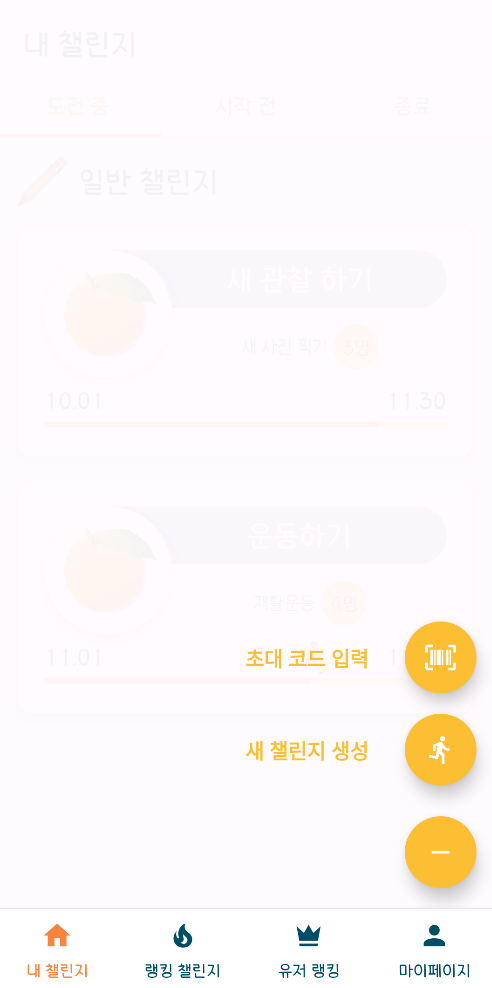 내 챌린지
도전 중
시작 전
종료
일반 챌린지
새 관찰 하기
새 사진 찍기 3명
10.01
11.30
운동하기
재활운동 4명
11.01
초대 코드 입력
새 챌린지 생성
내 챌린지
랭킹 챌린지
유저 랭킹
마이페이지